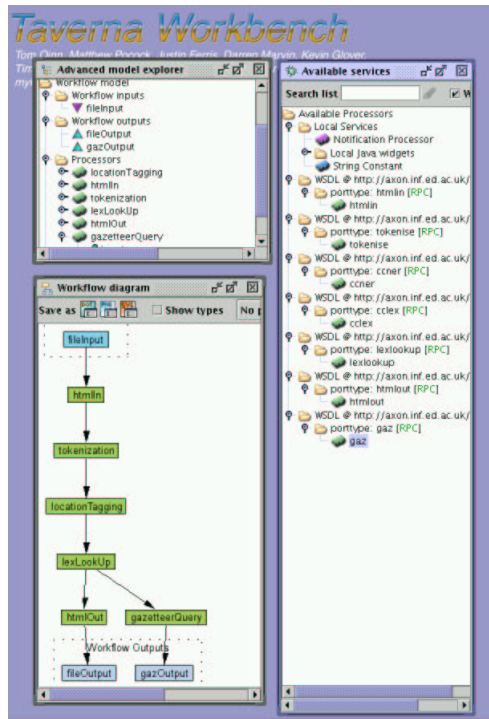 Taverna Workbench
Tom Oinn, Matthew Pocock, Justin Ferris, Darren Marvin, Kevin Glover,
Tim
myG
Advanced model explorer
Workflow model
Workflow inputs
fileInput
Workflow outputs
fileOutput
gazOutput
Processors
locationTagging
htmlIn
tokenization
lexLookUp
htmlOut
gazetteerQuery
Workflow diagram
Save as
Show types
No p
fileInput
htmlIn
tokenization
locationTagging
lexLookUp
htmlOut
gazetteerQuery
Workflow Outputs
fileOutput
gazOutput
Available services
Search list
W
Available Processors
Local Services
Notification Processor
Local Java widgets
String Constant
WSDL @ http://axon.inf.ed.ac.uk/
porttype: htmlin [RPC]
htmlin
WSDL @ http://axon.inf.ed.ac.uk/
porttype: tokenise [RPC]
tokenise
WSDL @ http://axon.inf.ed.ac.uk/
porttype: ccner [RPC]
ccner
WSDL @ http://axon.inf.ed.ac.uk/
porttype: cclex [RPC]
cclex
WSDL @ http://axon.inf.ed.ac.uk/
porttype: lexlookup [RPC]
lexlookup
WSDL @ http://axon.inf.ed.ac.uk/
porttype: htmlout [RPC]
htmlout
WSDL @ http://axon.inf.ed.ac.uk/
porttype: gaz [RPC]
gaz